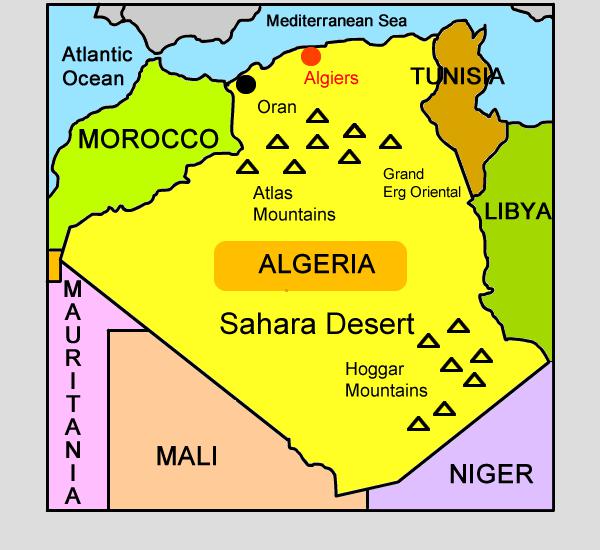 Mediterranean Sea
Atlantic
Ocean
Algiers
TUNISIA
Oran
MOROCCO
Grand
Erg Oriental
Atlas
Mountains
LIBYA
ALGERIA
MAURITANIA
Sahara Desert
Hoggar
Mountains
MALI
NIGER